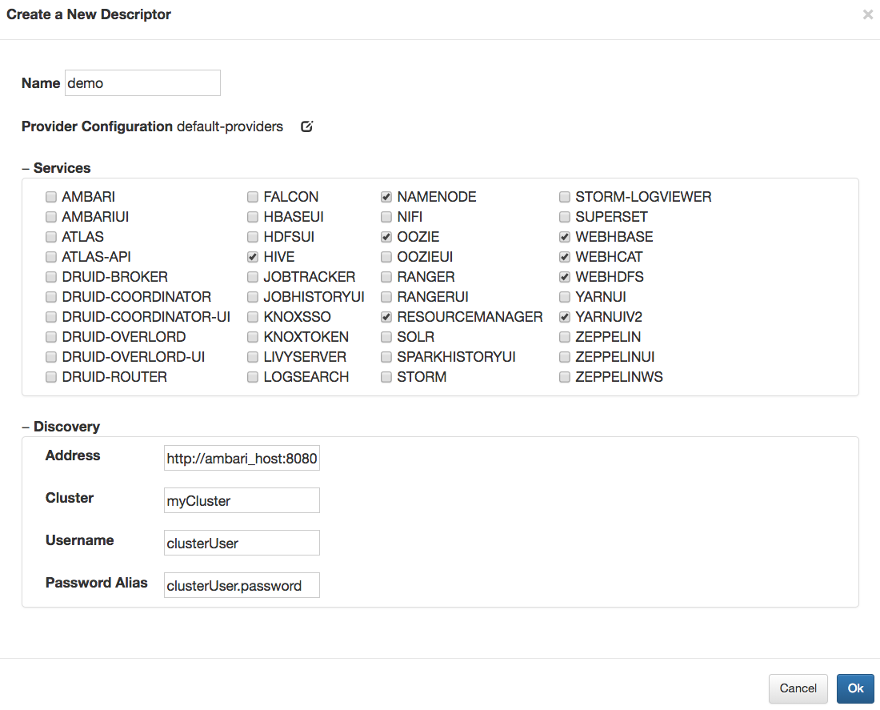 Create a New Descriptor ×
Name demo
Provider Configuration default-providers
– Services
AMBARI FALCON NAMENODE STORM-LOGVIEWER
AMBARIUI HBASEUI NIFI SUPERSET
ATLAS HDFSUI OOZIE WEBHBASE
ATLAS-API HIVE OOZIEUI WEBHCAT
DRUID-BROKER JOBTRACKER RANGER WEBHDFS
DRUID-COORDINATOR JOBHISTORYUI RANGERUI YARNUI
DRUID-COORDINATOR-UI KNOXSSO RESOURCEMANAGER YARNUIV2
DRUID-OVERLORD KNOXTOKEN SOLR ZEPPELIN
DRUID-OVERLORD-UI LIVYSERVER SPARKHISTORYUI ZEPPELINUI
DRUID-ROUTER LOGSEARCH STORM ZEPPELINWS
– Discovery
Address http://ambari_host:8080
Cluster myCluster
Username clusterUser
Password Alias clusterUser.password
Cancel Ok